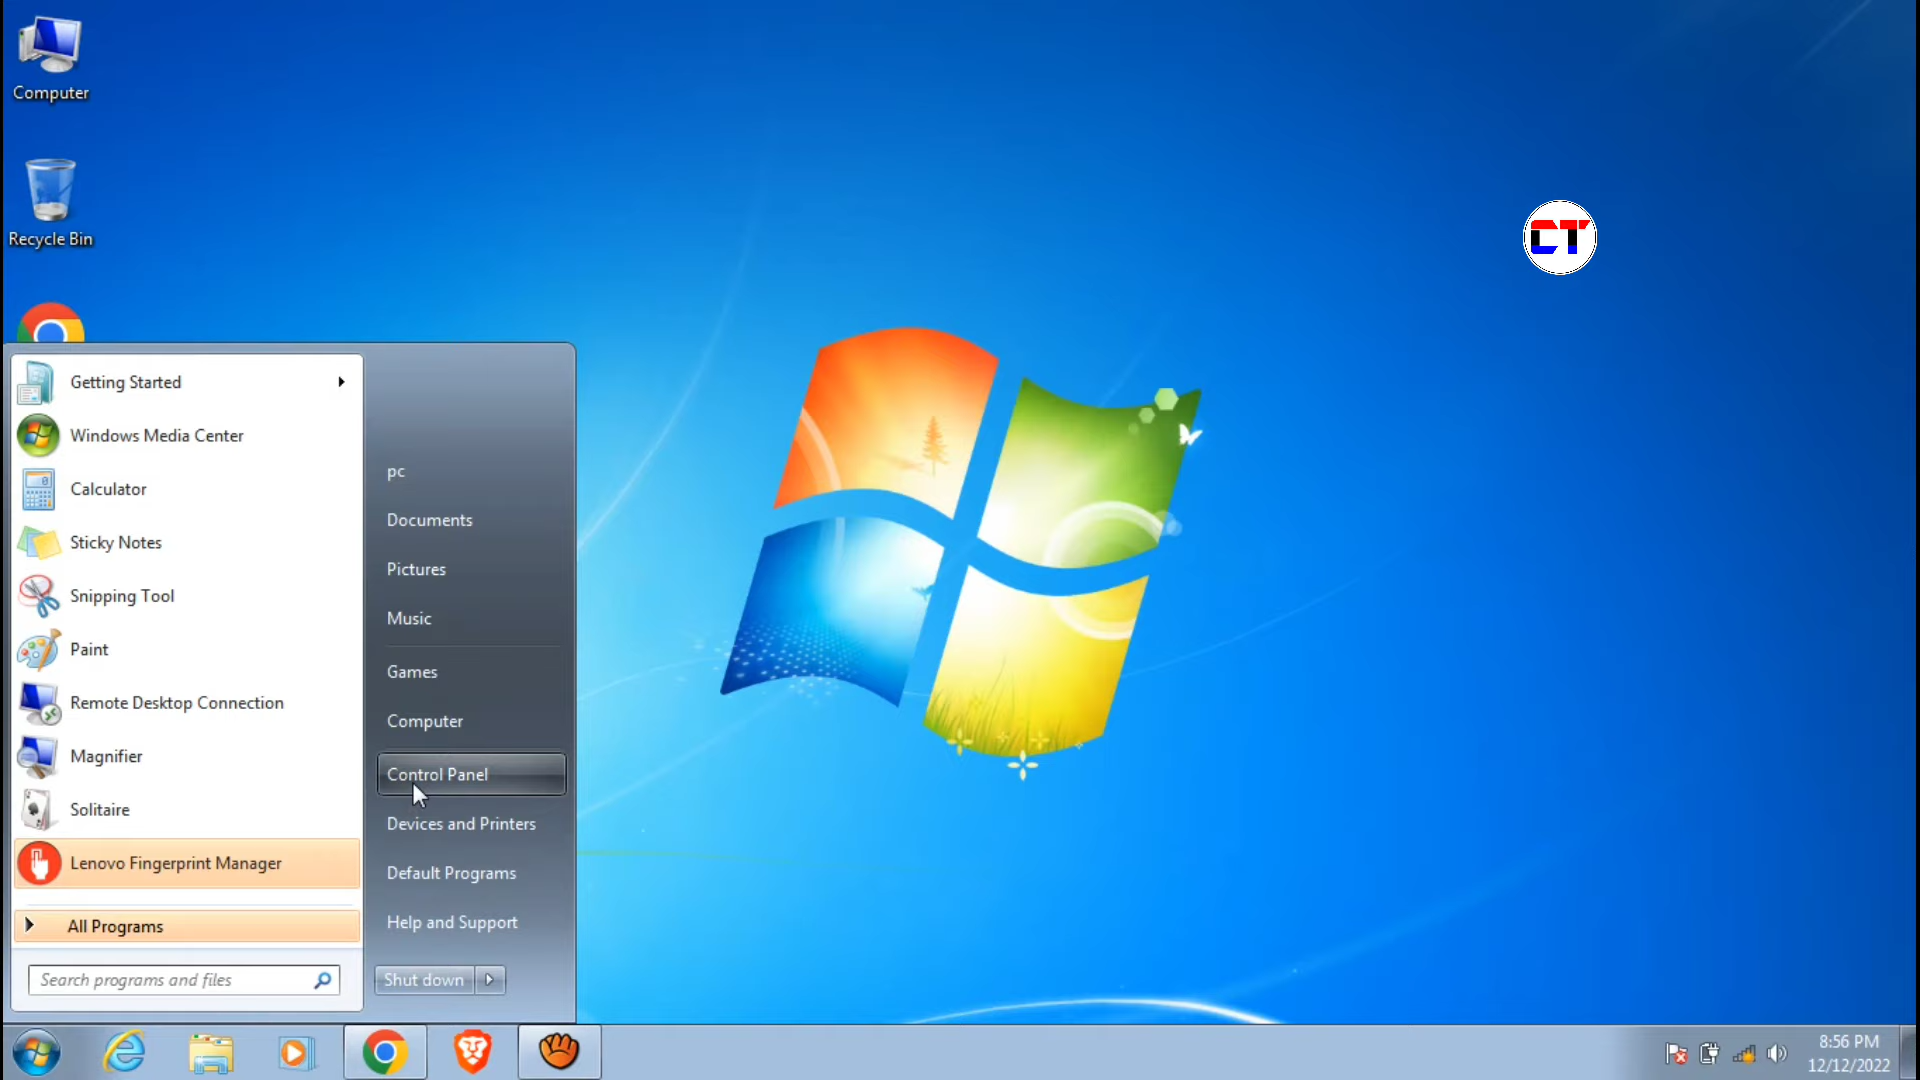 Computer
Recycle Bin
CT
Getting Started
Windows Media Center
Calculator
Sticky Notes
Snipping Tool
Paint
Remote Desktop Connection
Magnifier
Solitaire
Lenovo Fingerprint Manager
All Programs
Search programs and files
pc
Documents
Pictures
Music
Games
Computer
Control Panel
Devices and Printers
Default Programs
Help and Support
Shut down
8:56 PM
12/12/2022